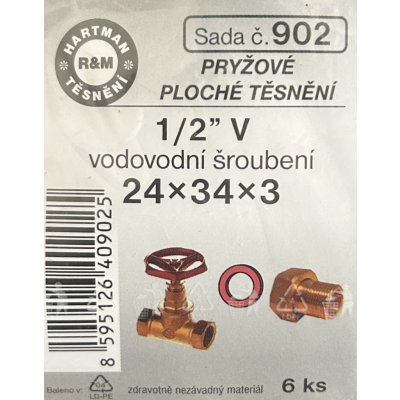 HARTMAN
R&M
TĚSNĚNÍ
Sada č.902
PRYŽOVÉ
PLOCHÉ TĚSNĚNÍ
1/2" V
vodovodní šroubení
24×34×3
8 595126 409025
Baleno v:
04
LD-PE
zdravotně nezávadný materiál
6 ks